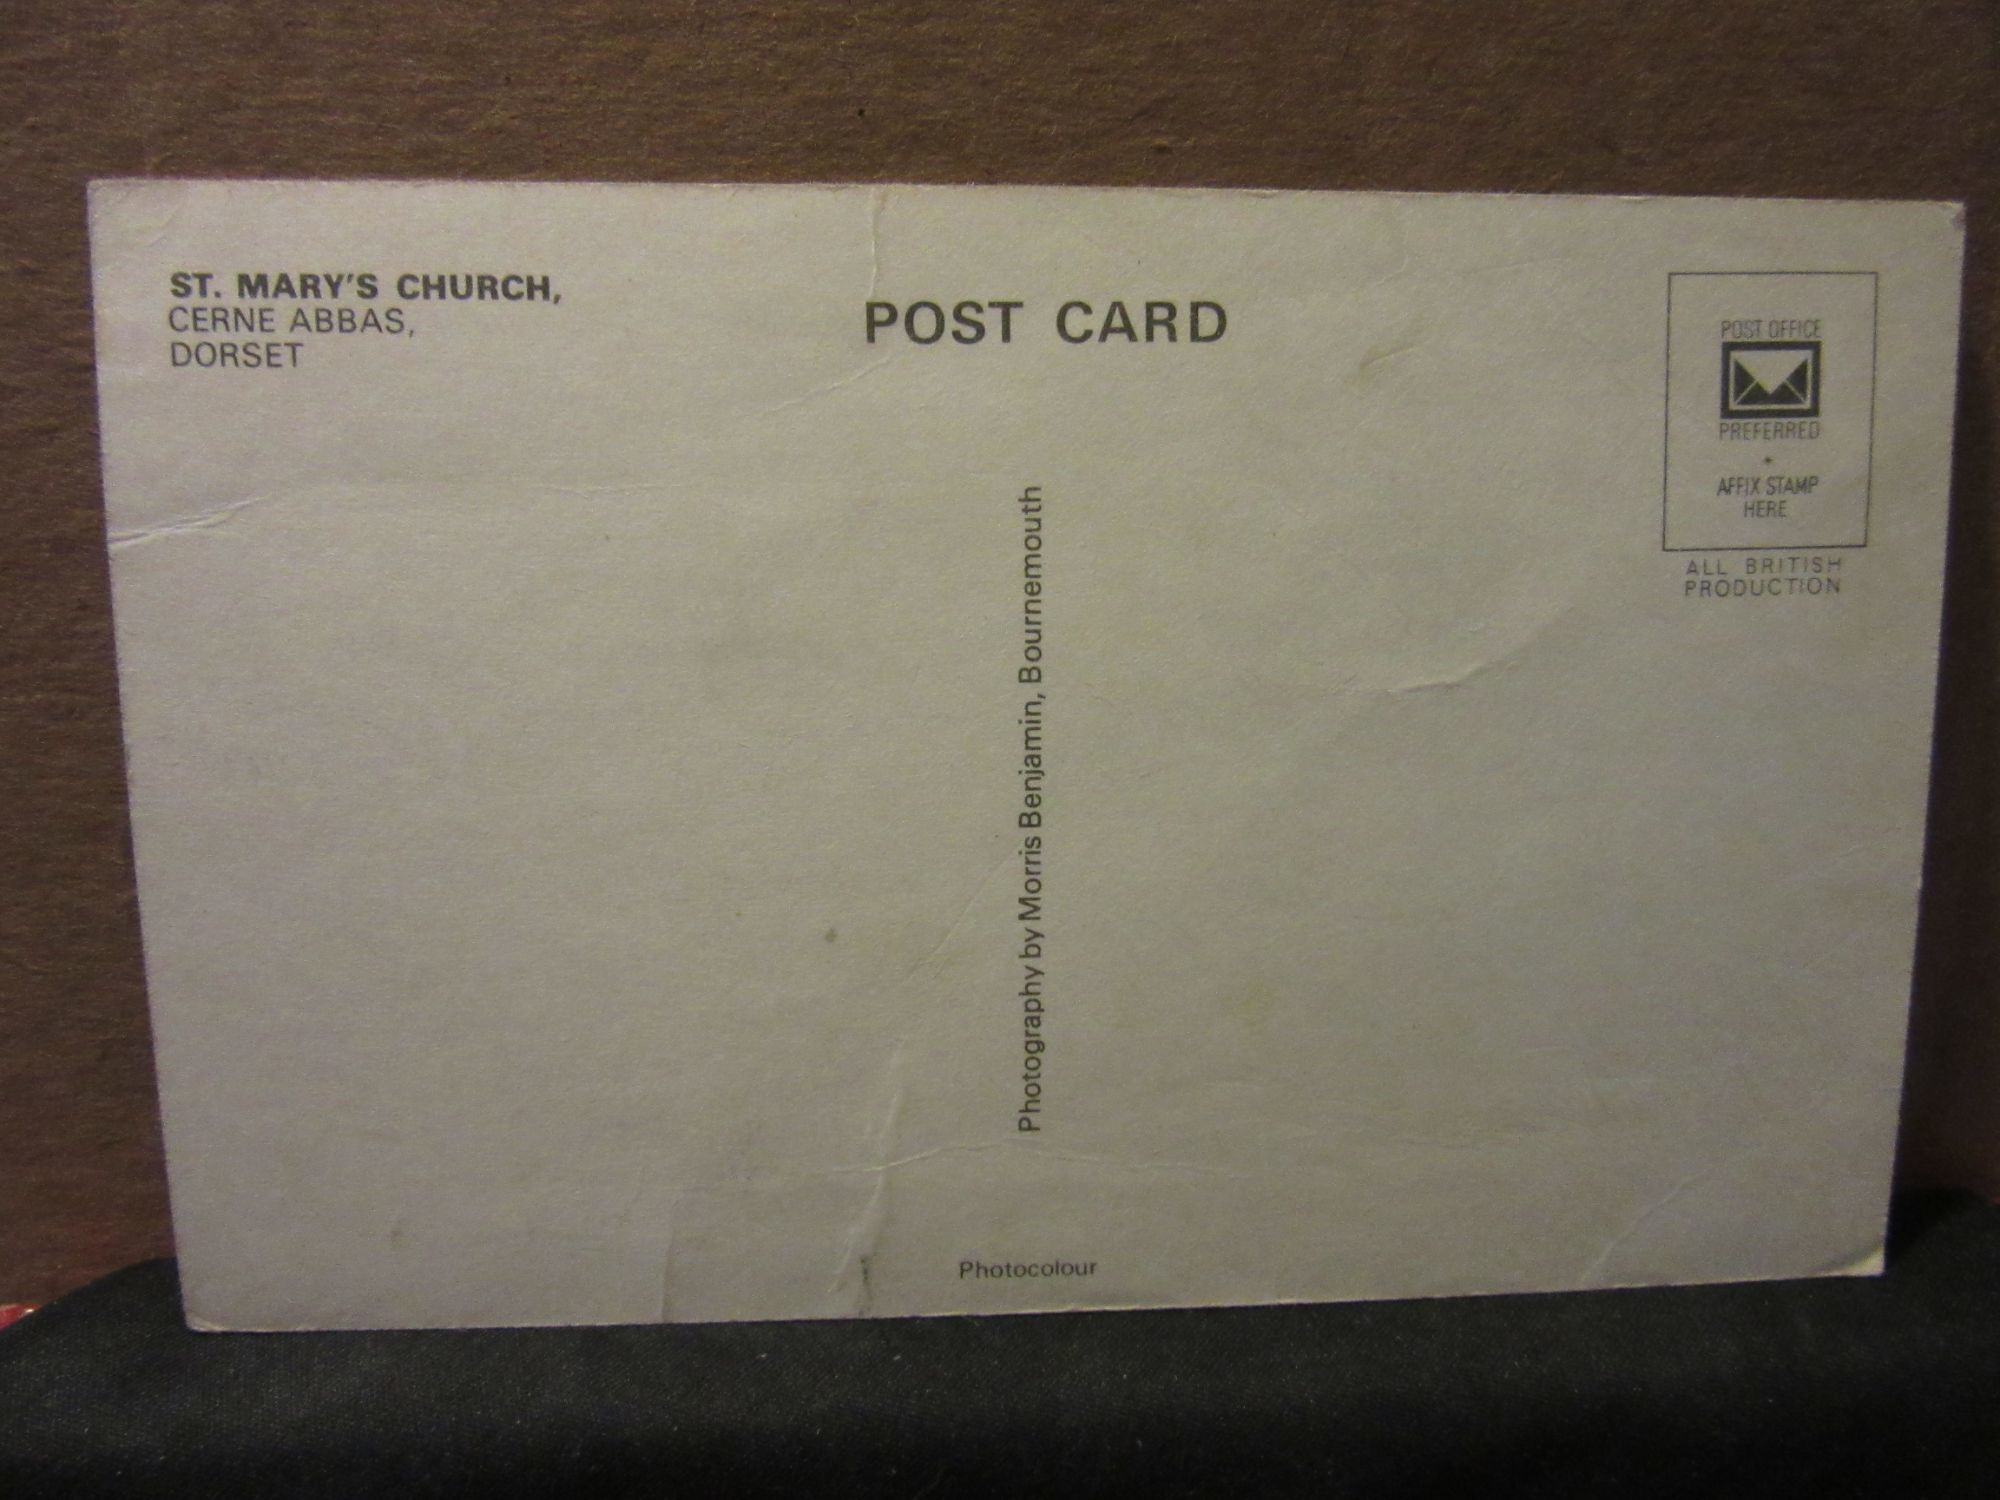 ST. MARY'S CHURCH,
CERNE ABBAS,
DORSET
POST CARD
POST OFFICE
PREFERRED
AFFIX STAMP
HERE
ALL BRITISH
PRODUCTION
Photography by Morris Benjamin, Bournemouth
Photocolour